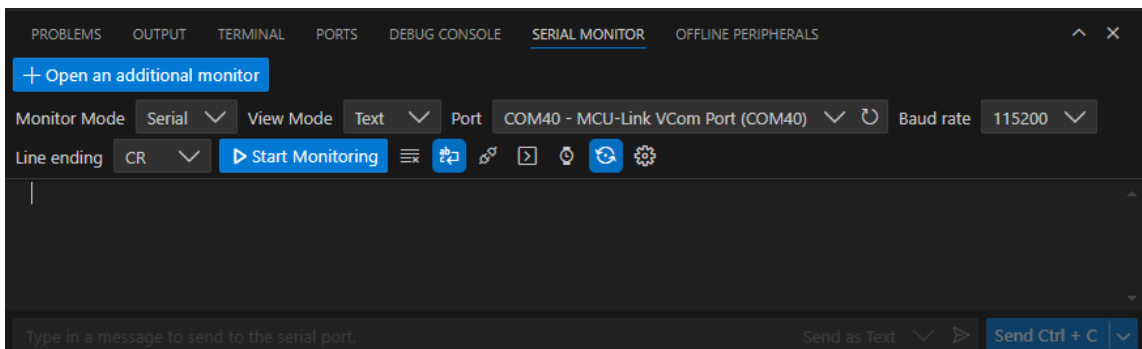 PROBLEMS OUTPUT TERMINAL PORTS DEBUG CONSOLE SERIAL MONITOR OFFLINE PERIPHERALS
+ Open an additional monitor
Monitor Mode Serial View Mode Text Port COM40 - MCU-Link VCom Port (COM40) Baud rate 115200
Line ending CR Start Monitoring
Type in a message to send to the serial port. Send as Text Send Ctrl + C